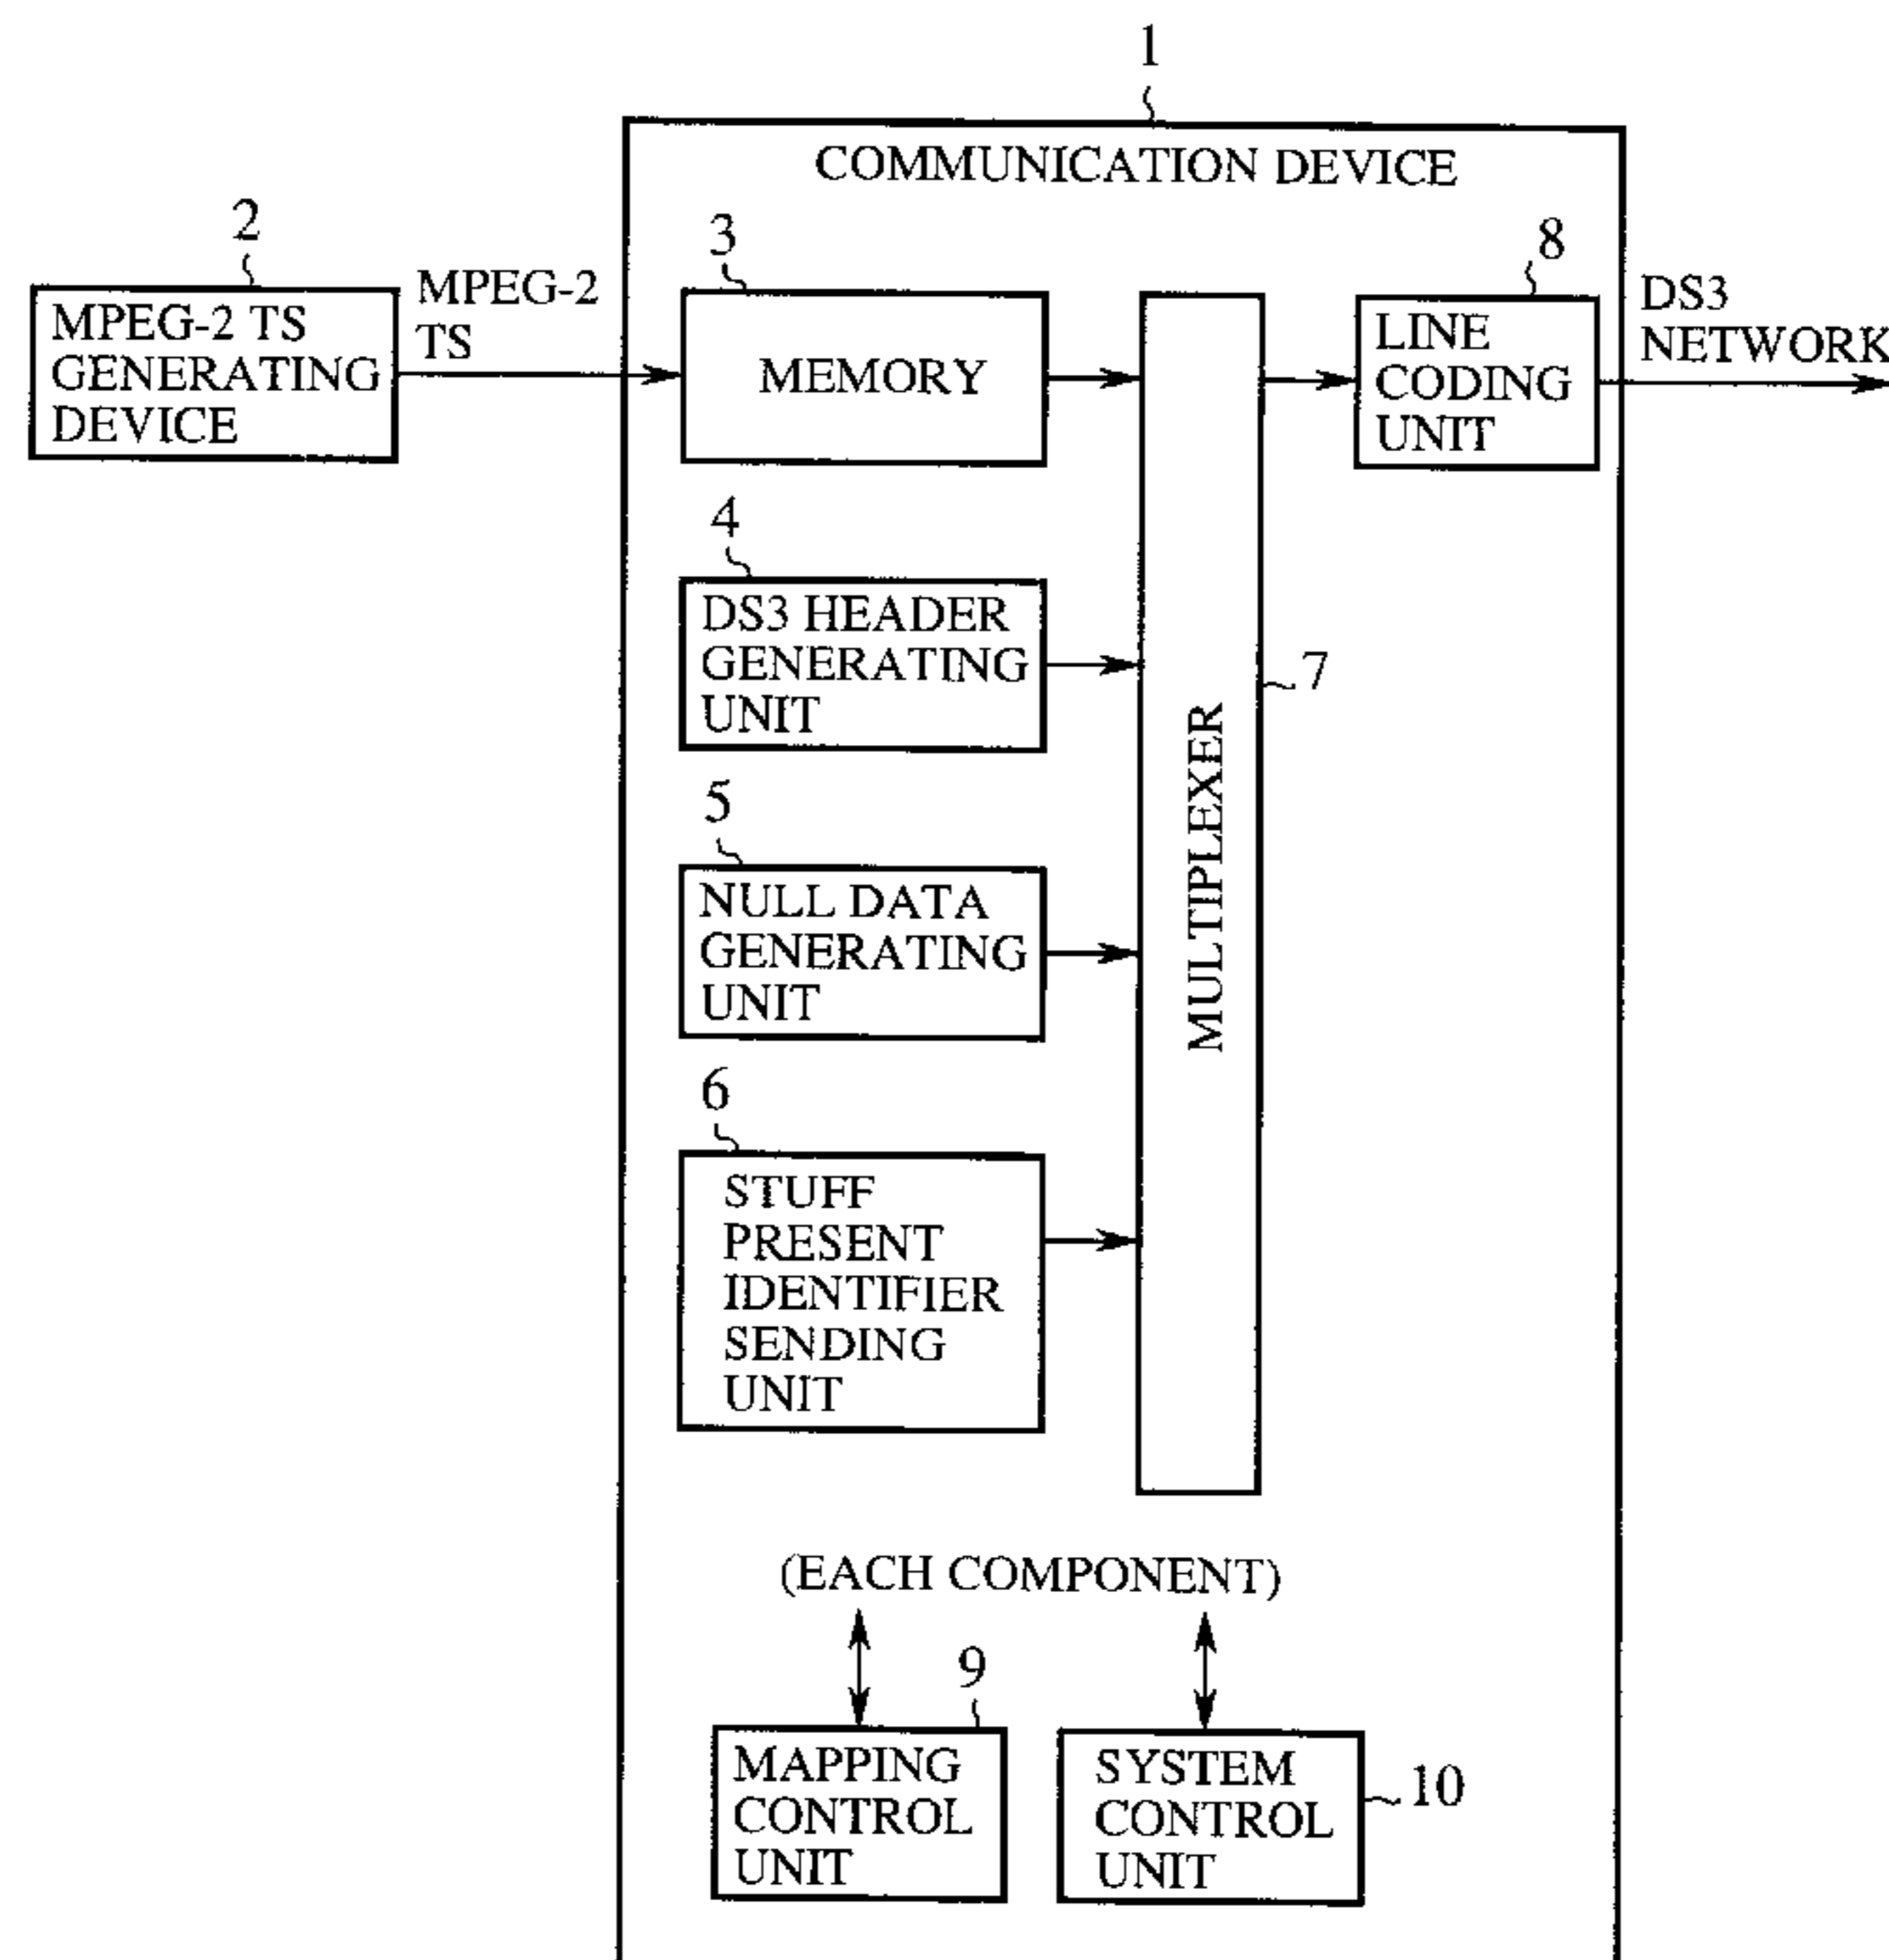 1
COMMUNICATION DEVICE
2
MPEG-2 TS
GENERATING
DEVICE
MPEG-2
TS
3
MEMORY
8
LINE
CODING
UNIT
DS3
NETWORK
4
DS3 HEADER
GENERATING
UNIT
7
MULTIPLEXER
5
NULL DATA
GENERATING
UNIT
6
STUFF
PRESENT
IDENTIFIER
SENDING
UNIT
(EACH COMPONENT)
9
MAPPING
CONTROL
UNIT
SYSTEM
CONTROL
UNIT
10